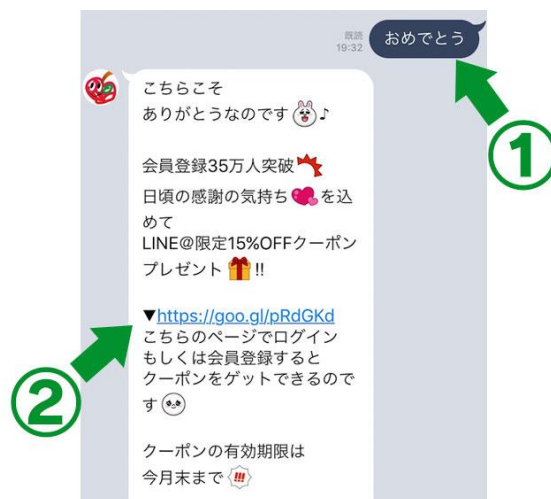 既読
19:32
おめでとう
①
こちらこそ
ありがとうなのです♪
会員登録35万人突破
日頃の感謝の気持ち を込
めて
LINE@限定15%OFFクーポン
プレゼント !!
▼https://goo.gl/pRdGKd
こちらのページでログイン
もしくは会員登録すると
クーポンをゲットできるので
す
②
クーポンの有効期限は
今月末まで !!!